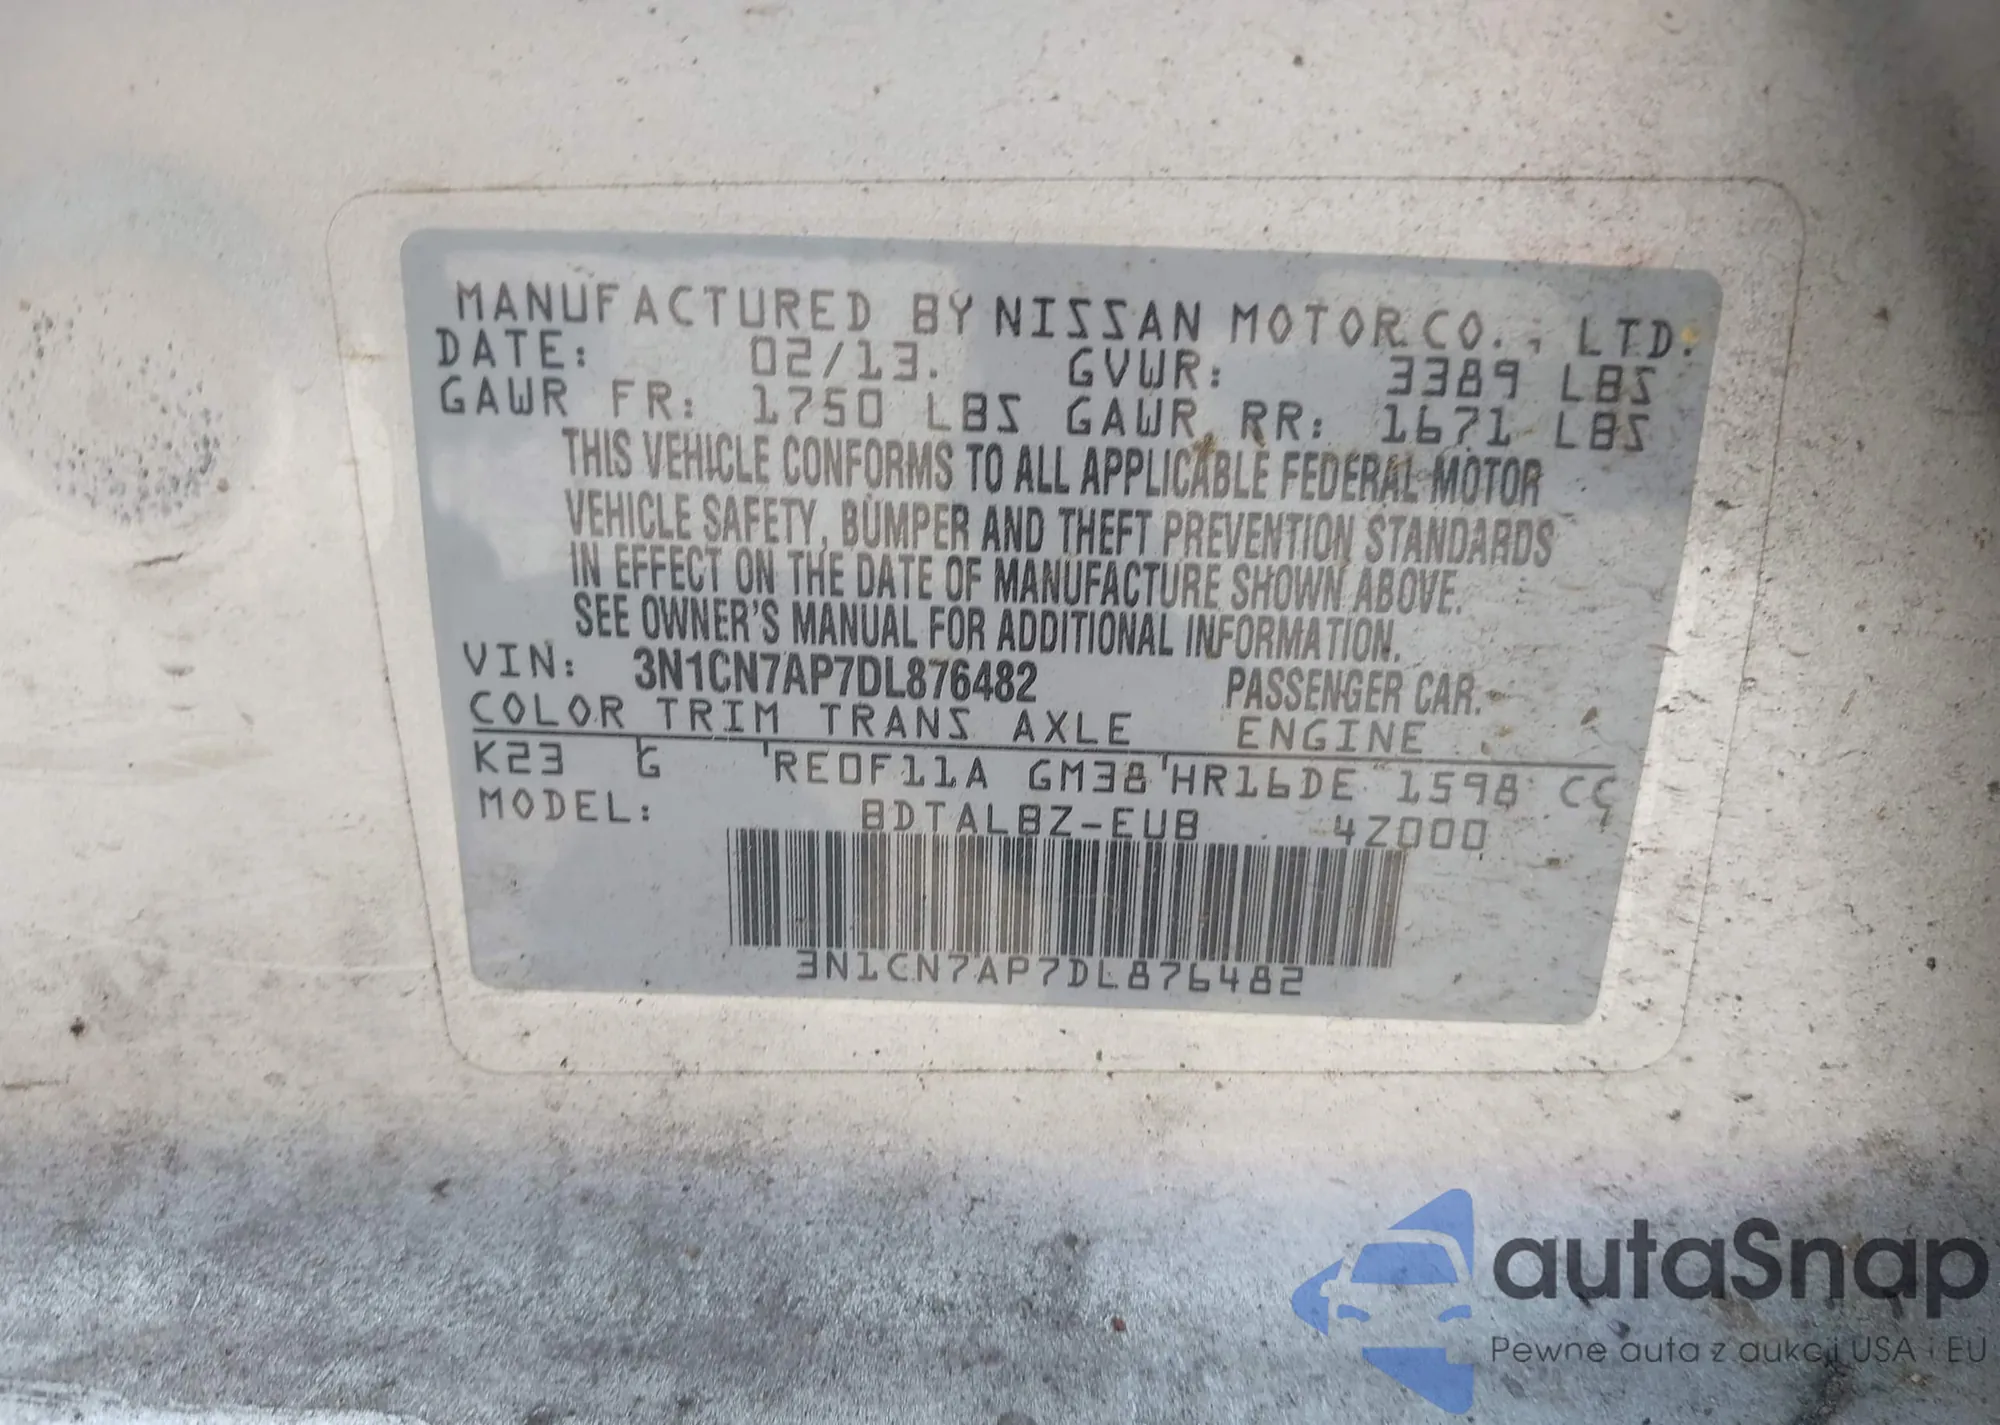 MANUFACTURED BY NISSAN MOTOR CO., LTD.
DATE: 02/13. GVWR: 3389 LBS
GAWR FR: 1750 LBS GAWR RR: 1671 LBS
THIS VEHICLE CONFORMS TO ALL APPLICABLE FEDERAL MOTOR
VEHICLE SAFETY, BUMPER AND THEFT PREVENTION STANDARDS
IN EFFECT ON THE DATE OF MANUFACTURE SHOWN ABOVE.
SEE OWNER'S MANUAL FOR ADDITIONAL INFORMATION.
VIN: 3N1CN7AP7DL876482 PASSENGER CAR.
COLOR TRIM TRANS AXLE ENGINE
K23 G RE0F11A GM38 HR16DE 1598 CC
MODEL: BDTALBZ-EUB 4Z000
3N1CN7AP7DL876482
autaSnap
Pewne auta z aukcji USA i EU